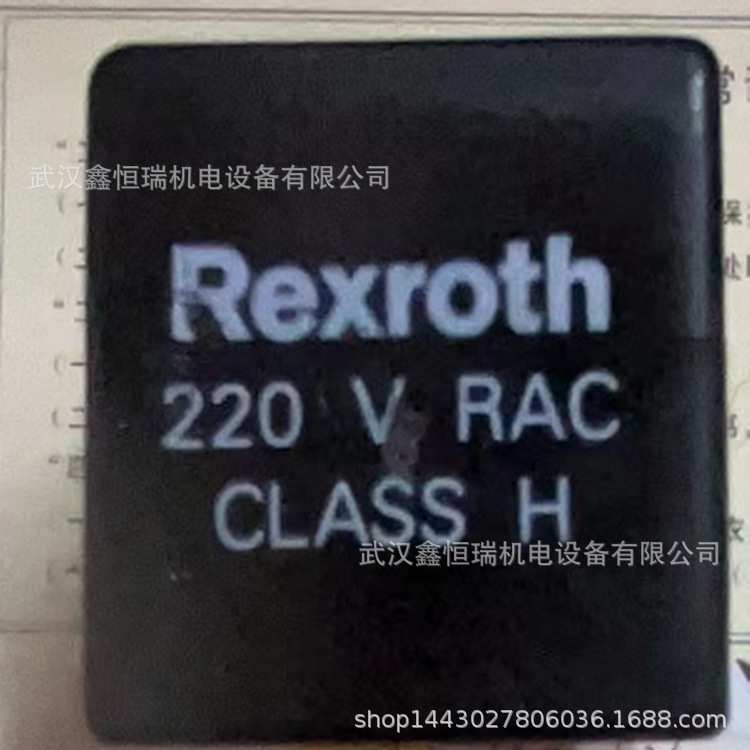 武汉鑫恒瑞机电设备有限公司
Rexroth
220 V RAC
CLASS H
武汉鑫恒瑞机电设备有限公司
shop1443027806036.1688.com